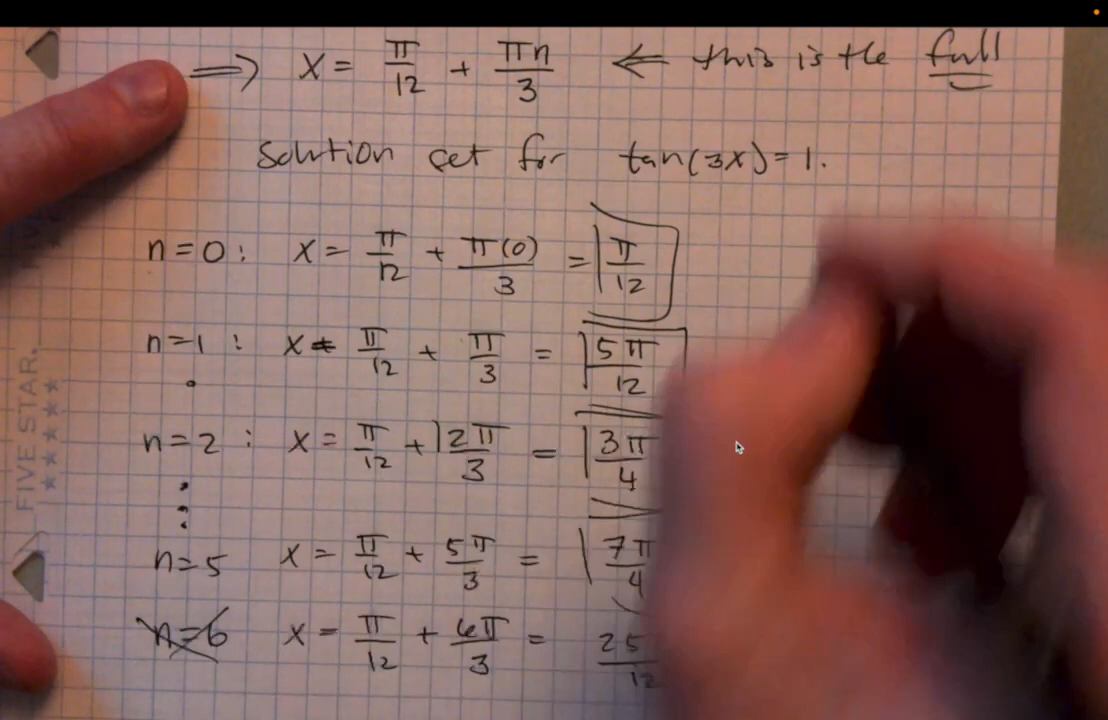 ⇒ x = π/12 + πn/3 ← this is the full
solution set for tan(3x) = 1.
n=0: x = π/12 + π(0)/3 = π/12
n=1: x = π/12 + π/3 = 5π/12
n=2: x = π/12 + 2π/3 = 3π/4
⋮
n=5 x = π/12 + 5π/3 = 7π/4
n=6 x = π/12 + 6π/3 = 25/12
FIVE STAR.